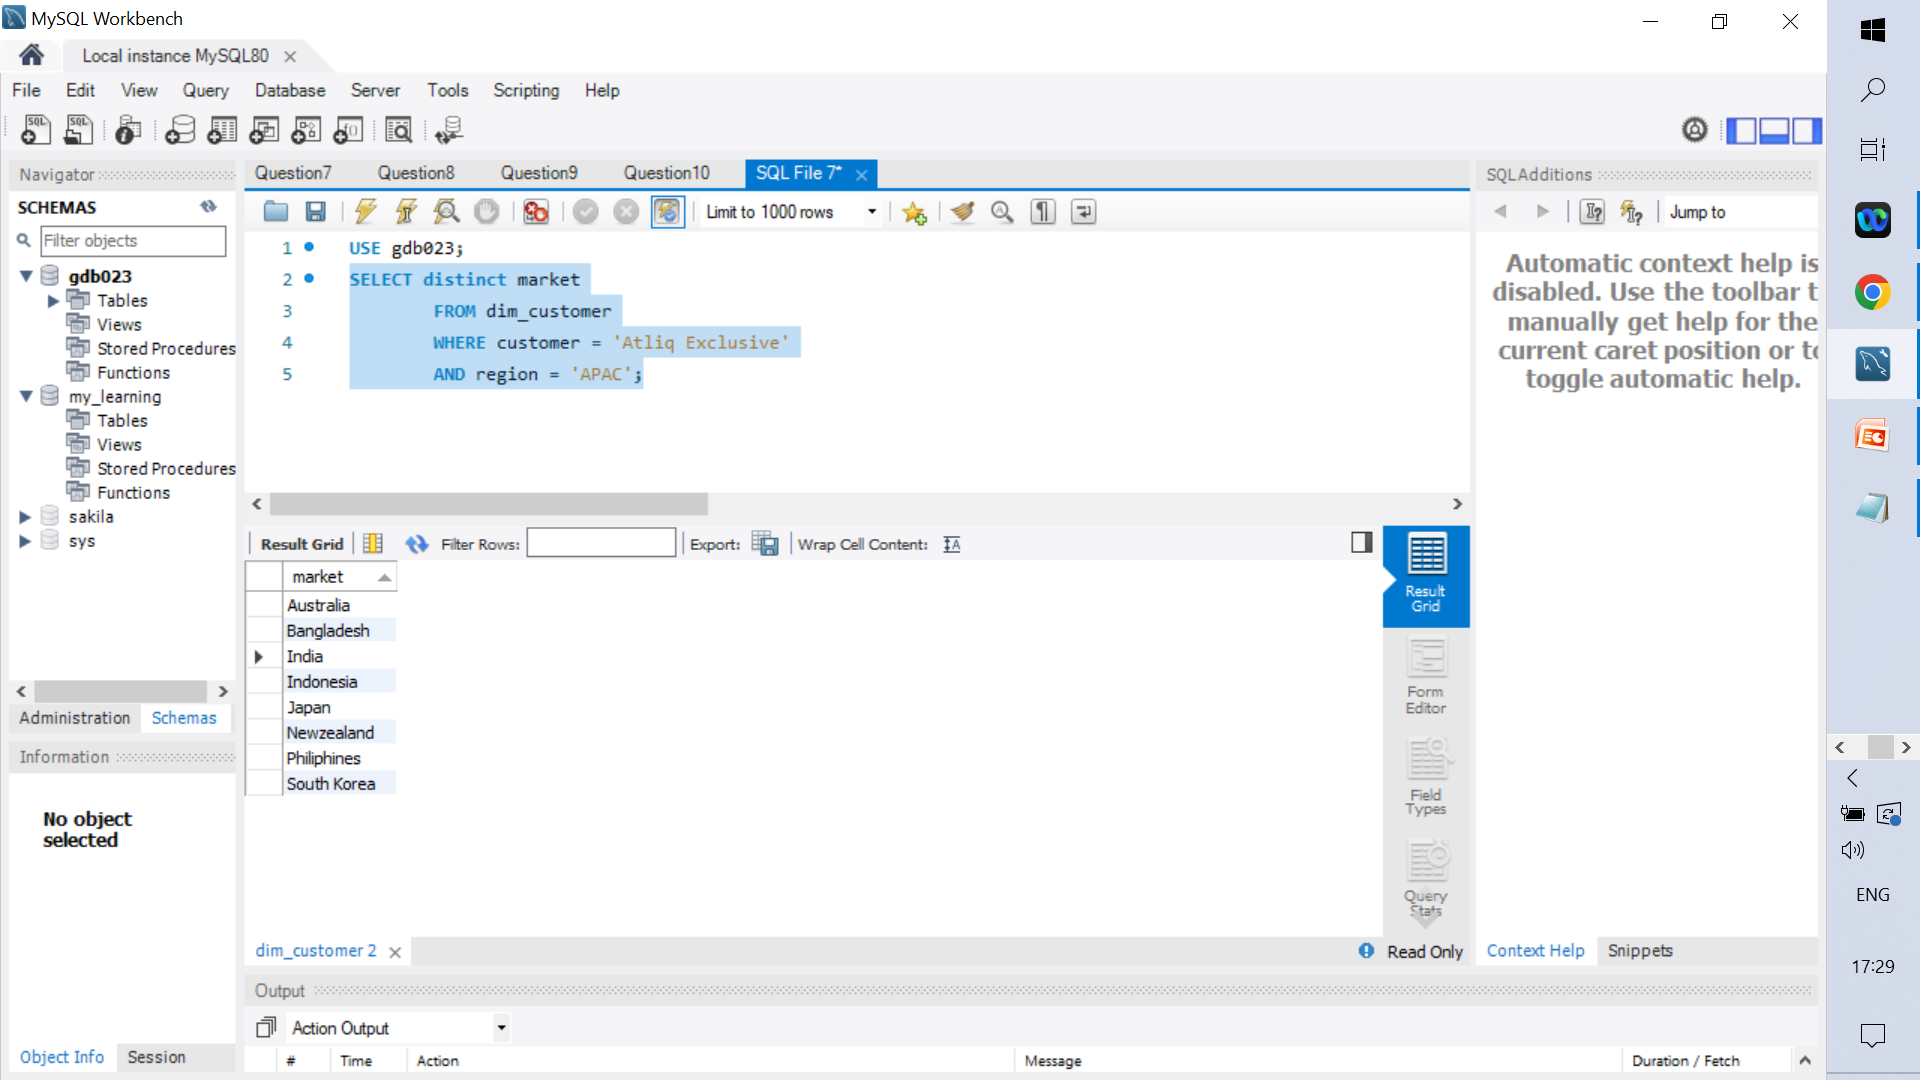 MySQL Workbench
Local instance MySQL80
File Edit View Query Database Server Tools Scripting Help
Navigator
SCHEMAS
Filter objects
gdb023
Tables
Views
Stored Procedures
Functions
my_learning
Tables
Views
Stored Procedures
Functions
sakila
sys
Administration Schemas
Information
No object
selected
Object Info Session
Question7 Question8 Question9 Question10 SQL File 7*
Limit to 1000 rows
1 USE gdb023;
2 SELECT distinct market
3 FROM dim_customer
4 WHERE customer = 'Atliq Exclusive'
5 AND region = 'APAC';
Result Grid Filter Rows: Export: Wrap Cell Content:
market
Australia
Bangladesh
India
Indonesia
Japan
Newzealand
Philiphines
South Korea
Result
Grid
Form
Editor
Field
Types
Query
Stats
dim_customer 2
Read Only
Output
Action Output
# Time Action Message Duration / Fetch
SQLAdditions
Jump to
Automatic context help is
disabled. Use the toolbar t
manually get help for the
current caret position or to
toggle automatic help.
Context Help Snippets
ENG
17:29